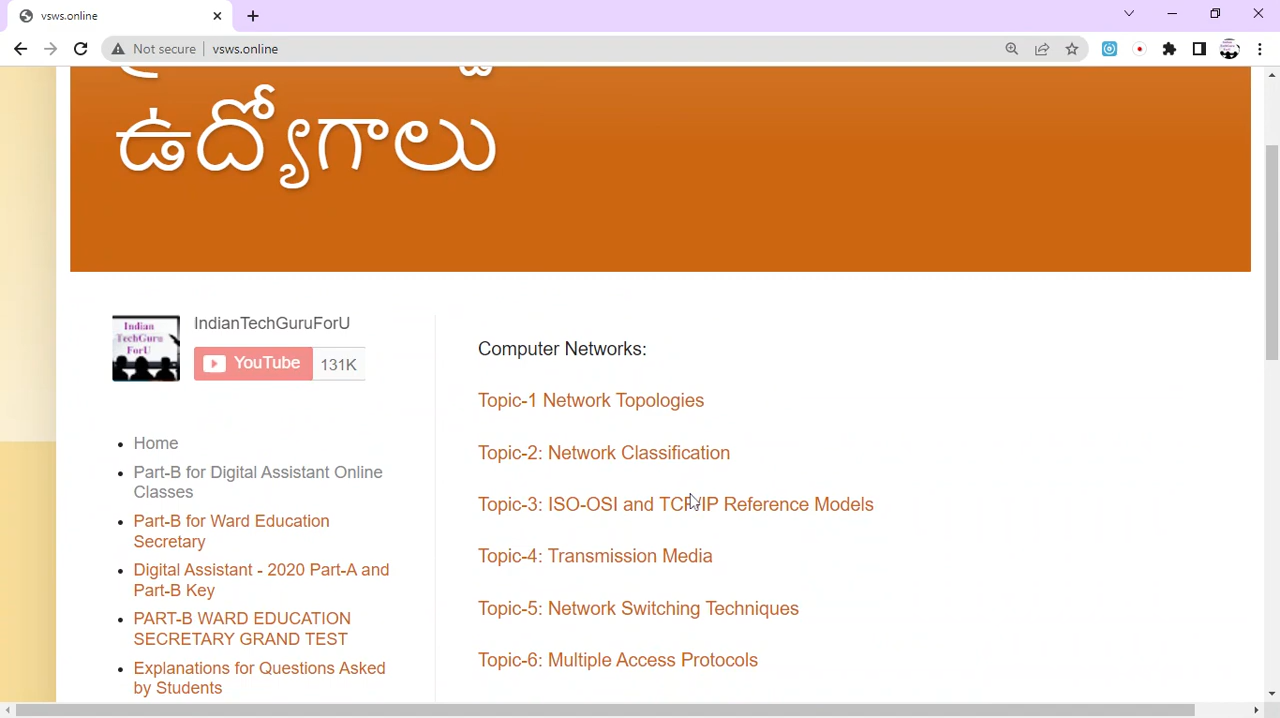 vsws.online
Not secure
vsws.online
ఉద్యోగాలు
Indian
TechGuru
ForU
IndianTechGuruForU
YouTube
131K
Home
Part-B for Digital Assistant Online
Classes
Part-B for Ward Education
Secretary
Digital Assistant - 2020 Part-A and
Part-B Key
PART-B WARD EDUCATION
SECRETARY GRAND TEST
Explanations for Questions Asked
by Students
Computer Networks:
Topic-1 Network Topologies
Topic-2: Network Classification
Topic-3: ISO-OSI and TCP/IP Reference Models
Topic-4: Transmission Media
Topic-5: Network Switching Techniques
Topic-6: Multiple Access Protocols